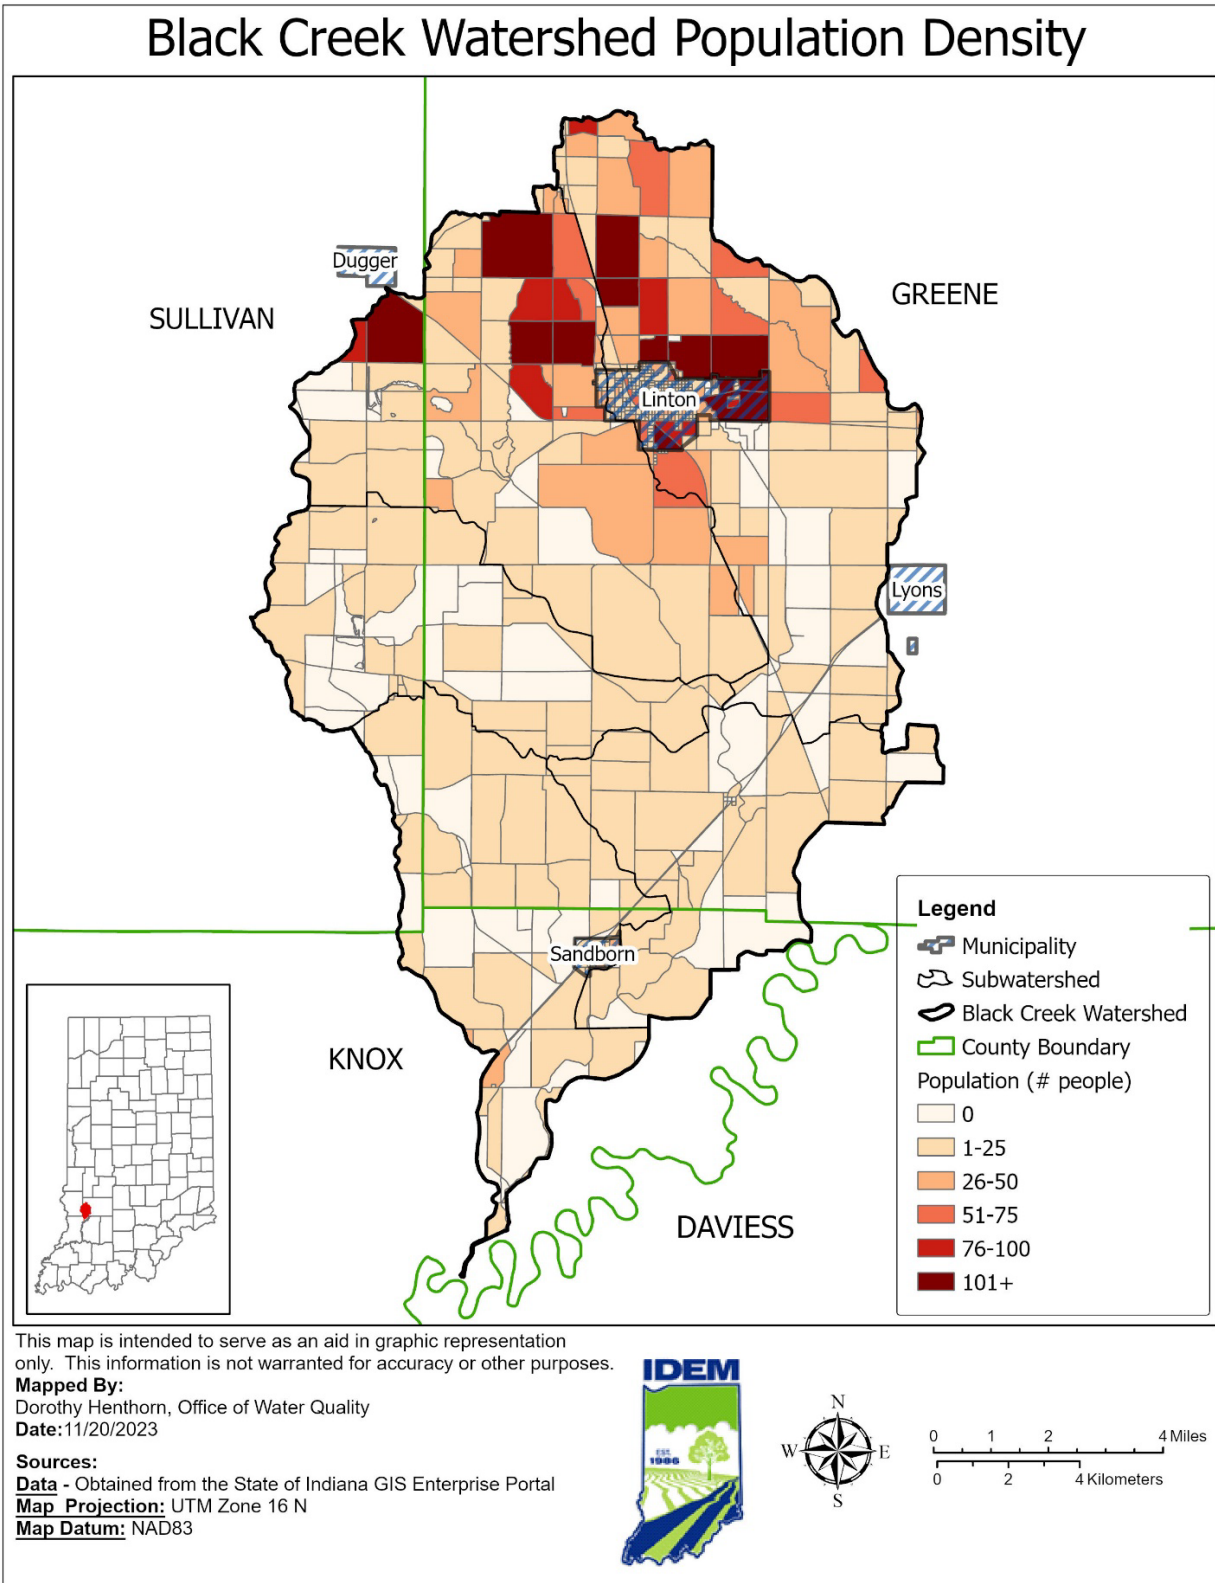 Black Creek Watershed Population Density
Dugger
SULLIVAN
GREENE
Linton
Lyons
Sandborn
KNOX
DAVIESS
Legend
Municipality
Subwatershed
Black Creek Watershed
County Boundary
Population (# people)
0
1-25
26-50
51-75
76-100
101+
This map is intended to serve as an aid in graphic representation
only. This information is not warranted for accuracy or other purposes.
Mapped By:
Dorothy Henthorn, Office of Water Quality
Date:11/20/2023
Sources:
Data - Obtained from the State of Indiana GIS Enterprise Portal
Map Projection: UTM Zone 16 N
Map Datum: NAD83
IDEM
EST.
1986
N
W E
S
0 1 2 4 Miles
0 2 4 Kilometers